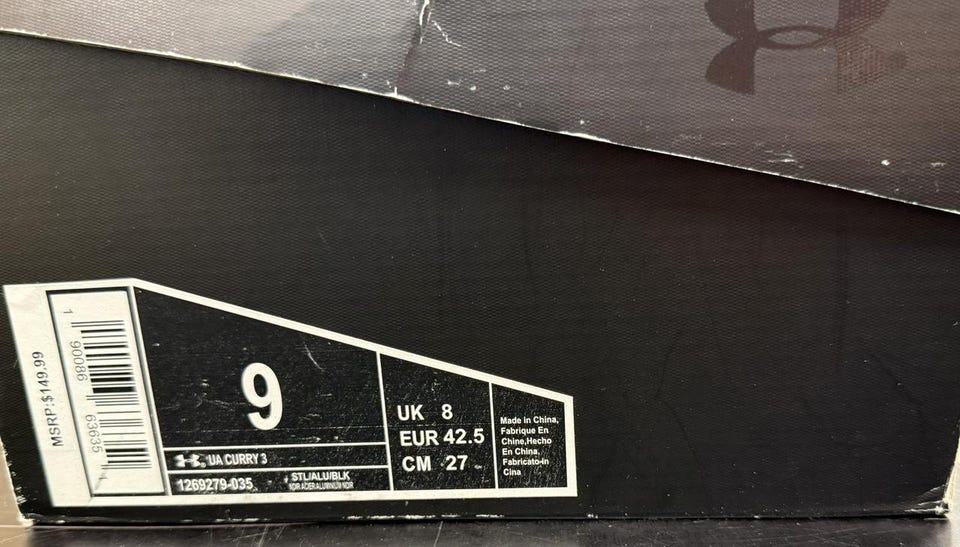 MSRP:$149.99
1 90086 63635
9
UA CURRY 3
1269279-035 STL/ALU/BLK
UK 8
EUR 42.5
CM 27
Made in China,
Fabrique En
Chine,Hecho
En China,
Fabricato-in
Cina